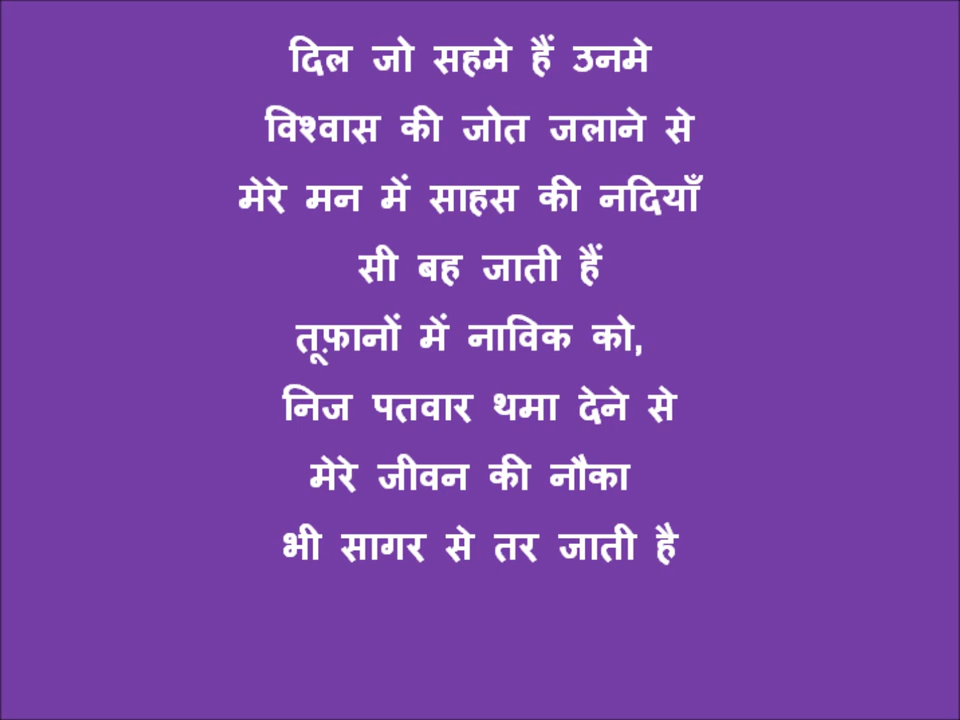 दिल जो सहमे हैं उनमे
विश्वास की जोत जलाने से
मेरे मन में साहस की नदियाँ
सी बह जाती हैं
तूफ़ानों में नाविक को,
निज पतवार थमा देने से
मेरे जीवन की नौका
भी सागर से तर जाती है